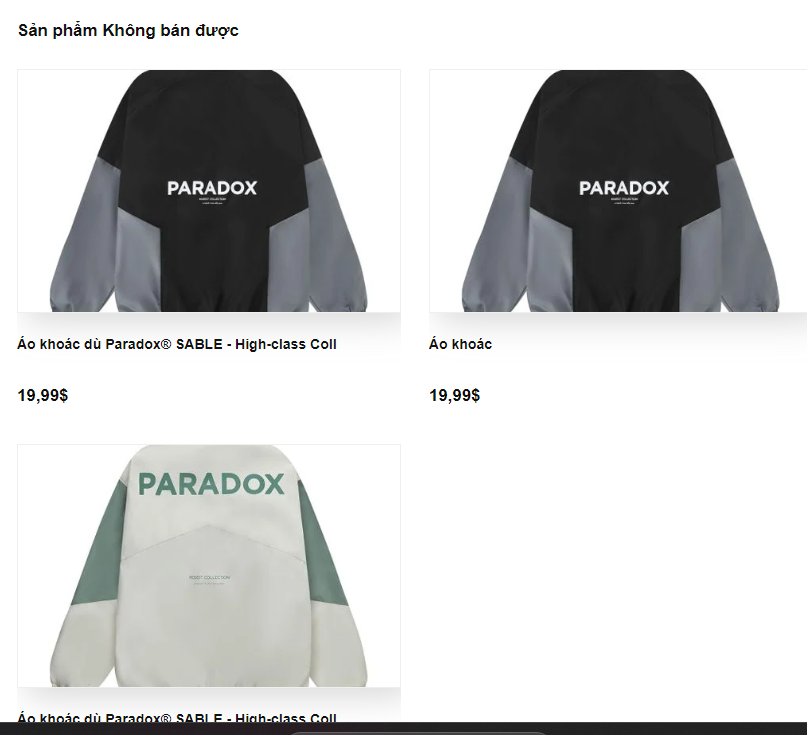 Sản phẩm Không bán được
PARADOX
PARADOX
Áo khoác dù Paradox® SABLE - High-class Coll
Áo khoác
19,99$
19,99$
PARADOX
Áo khoác dù Paradox® SABLE - High-class Coll